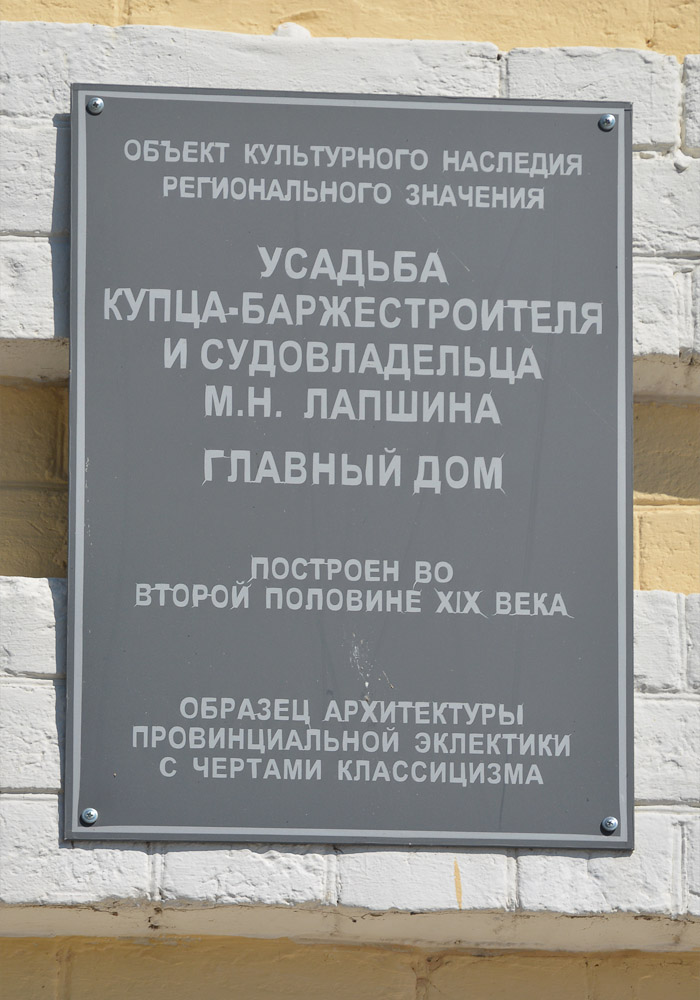 ОБЪЕКТ КУЛЬТУРНОГО НАСЛЕДИЯ
РЕГИОНАЛЬНОГО ЗНАЧЕНИЯ
УСАДЬБА
КУПЦА-БАРЖЕСТРОИТЕЛЯ
И СУДОВЛАДЕЛЬЦА
М.Н. ЛАПШИНА
ГЛАВНЫЙ ДОМ
ПОСТРОЕН ВО
ВТОРОЙ ПОЛОВИНЕ XIX ВЕКА
ОБРАЗЕЦ АРХИТЕКТУРЫ
ПРОВИНЦИАЛЬНОЙ ЭКЛЕКТИКИ
С ЧЕРТАМИ КЛАССИЦИЗМА